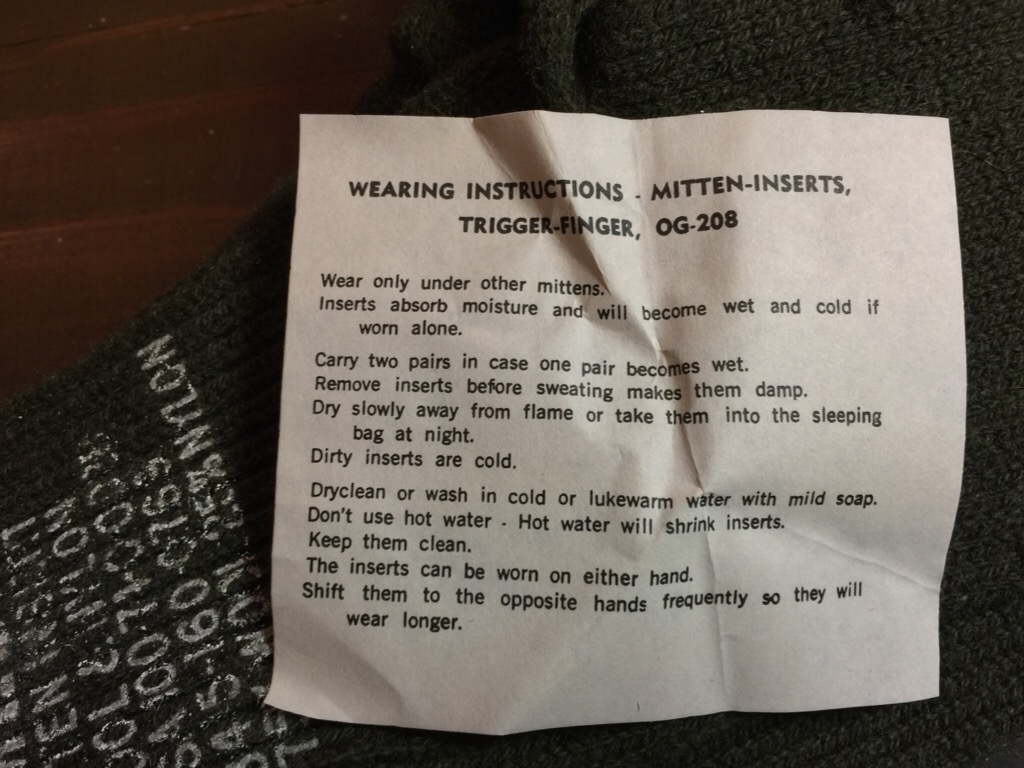 WEARING INSTRUCTIONS - MITTEN-INSERTS,
TRIGGER-FINGER, OG-208
Wear only under other mittens.
Inserts absorb moisture and will become wet and cold if
worn alone.
Carry two pairs in case one pair becomes wet.
Remove inserts before sweating makes them damp.
Dry slowly away from flame or take them into the sleeping
bag at night.
Dirty inserts are cold.
Dryclean or wash in cold or lukewarm water with mild soap.
Don't use hot water - Hot water will shrink inserts.
Keep them clean.
The inserts can be worn on either hand.
Shift them to the opposite hands frequently so they will
wear longer.
NYLON